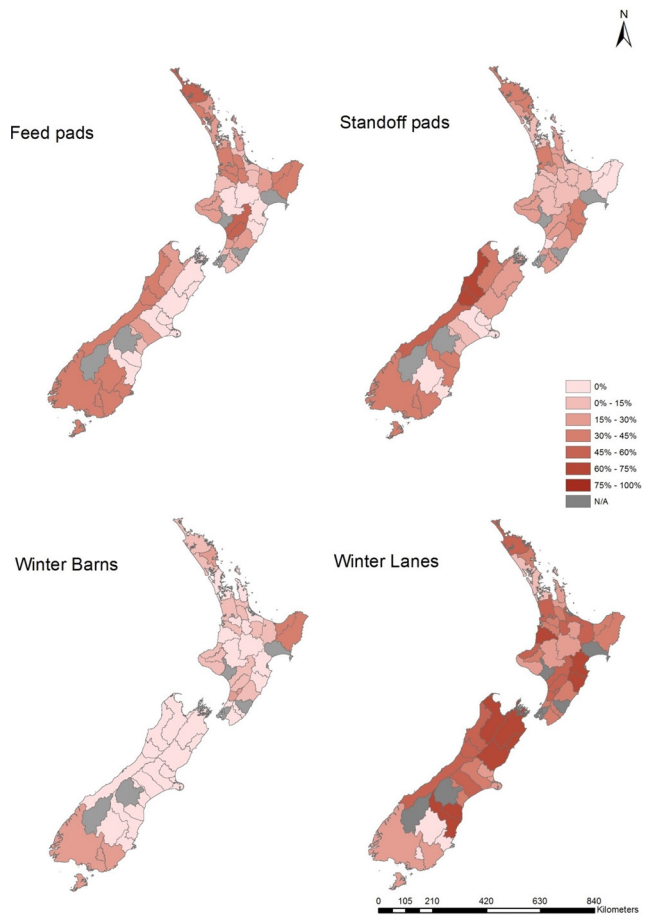 N
Feed pads
Standoff pads
0%
0% - 15%
15% - 30%
30% - 45%
45% - 60%
60% - 75%
75% - 100%
N/A
Winter Barns
Winter Lanes
0 105 210 420 630 840
Kilometers